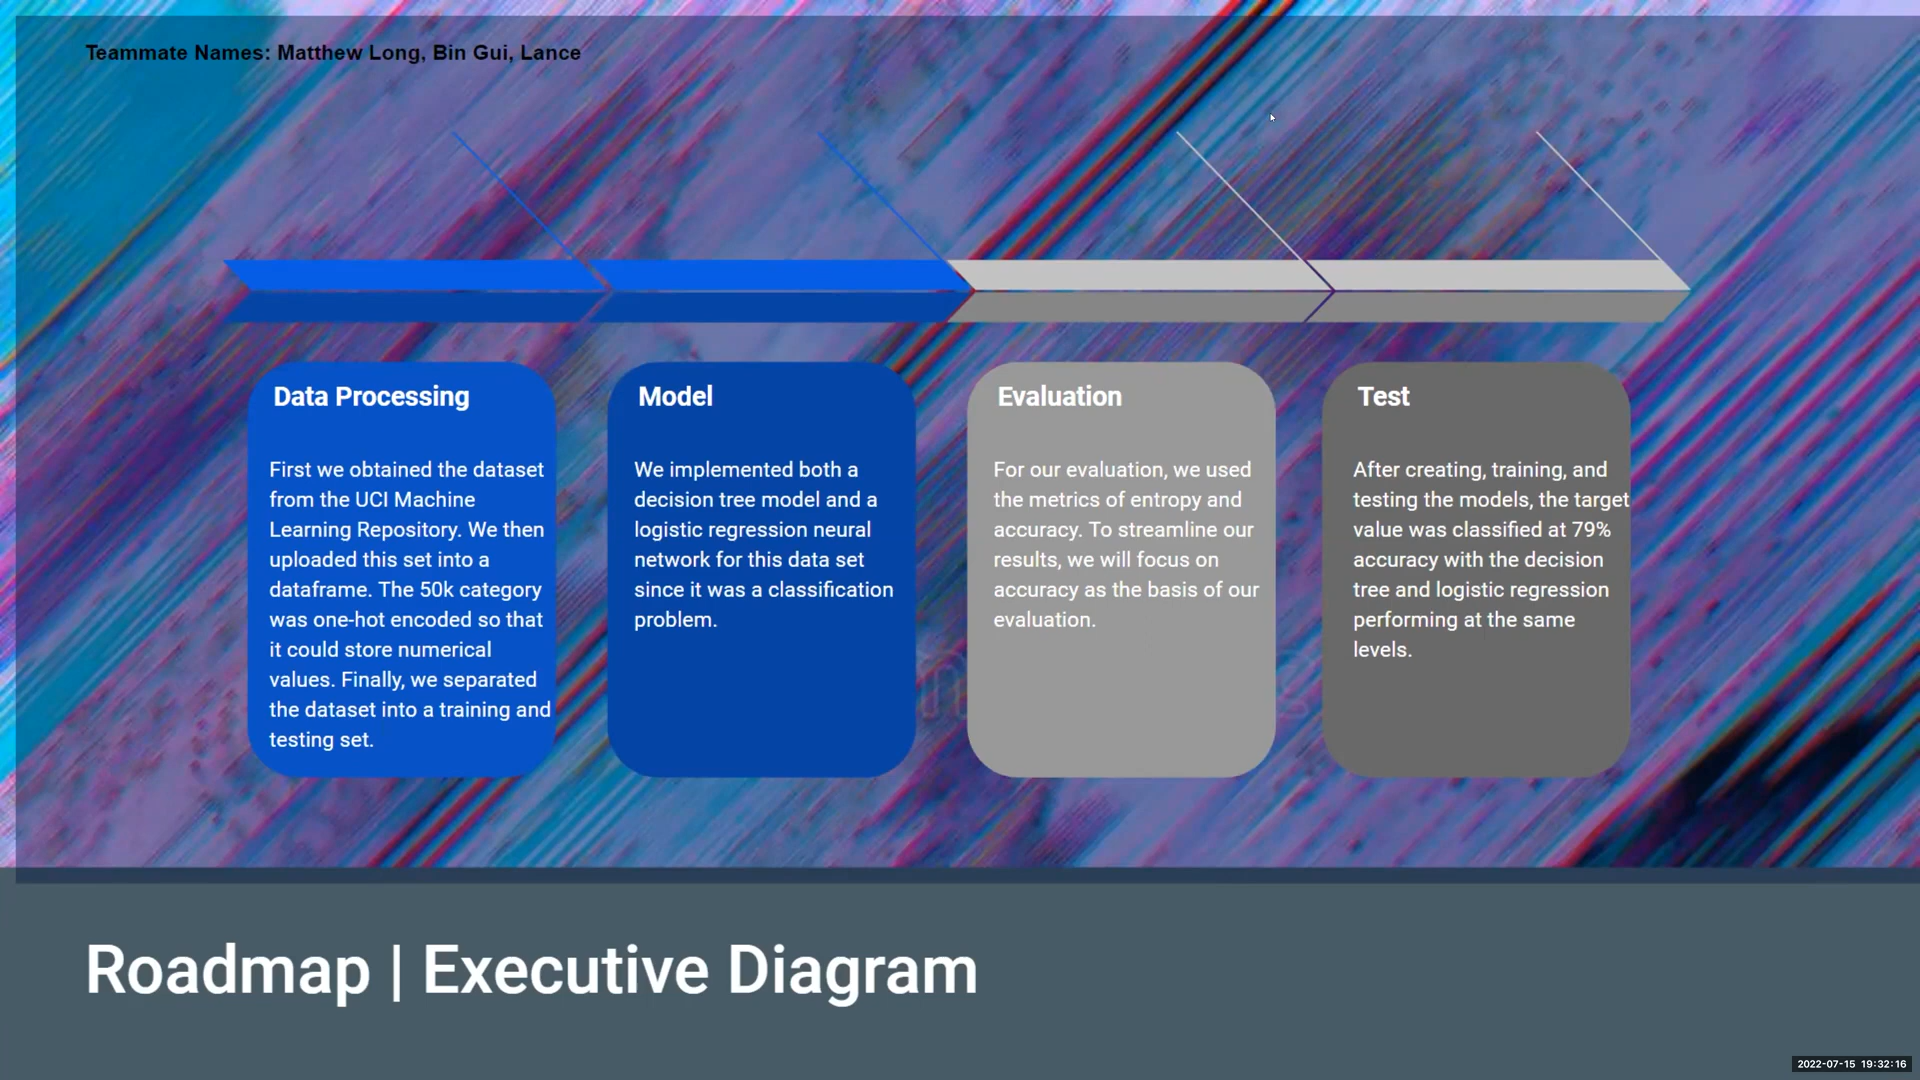 Teammate Names: Matthew Long, Bin Gui, Lance
Data Processing
First we obtained the dataset
from the UCI Machine
Learning Repository. We then
uploaded this set into a
dataframe. The 50k category
was one-hot encoded so that
it could store numerical
values. Finally, we separated
the dataset into a training and
testing set.
Model
We implemented both a
decision tree model and a
logistic regression neural
network for this data set
since it was a classification
problem.
Evaluation
For our evaluation, we used
the metrics of entropy and
accuracy. To streamline our
results, we will focus on
accuracy as the basis of our
evaluation.
Test
After creating, training, and
testing the models, the target
value was classified at 79%
accuracy with the decision
tree and logistic regression
performing at the same
levels.
Roadmap | Executive Diagram
2022-07-15 19:32:16